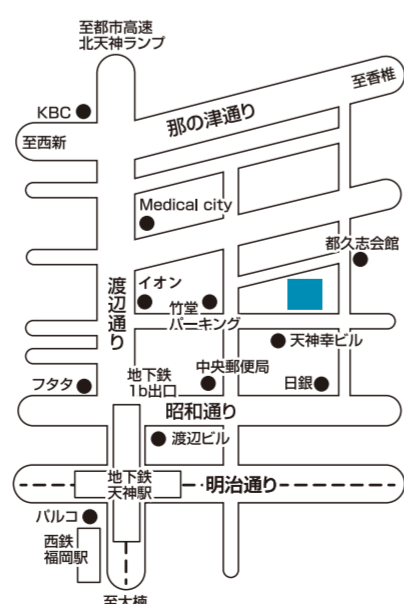 至都市高速
北天神ランプ
至香椎
KBC
那の津通り
至西新
Medical city
都久志会館
渡辺通り
イオン
竹堂
パーキング
天神幸ビル
地下鉄
1b出口
中央郵便局
フタタ
日銀
昭和通り
渡辺ビル
地下鉄
天神駅
明治通り
パルコ
西鉄
福岡駅
至大楠